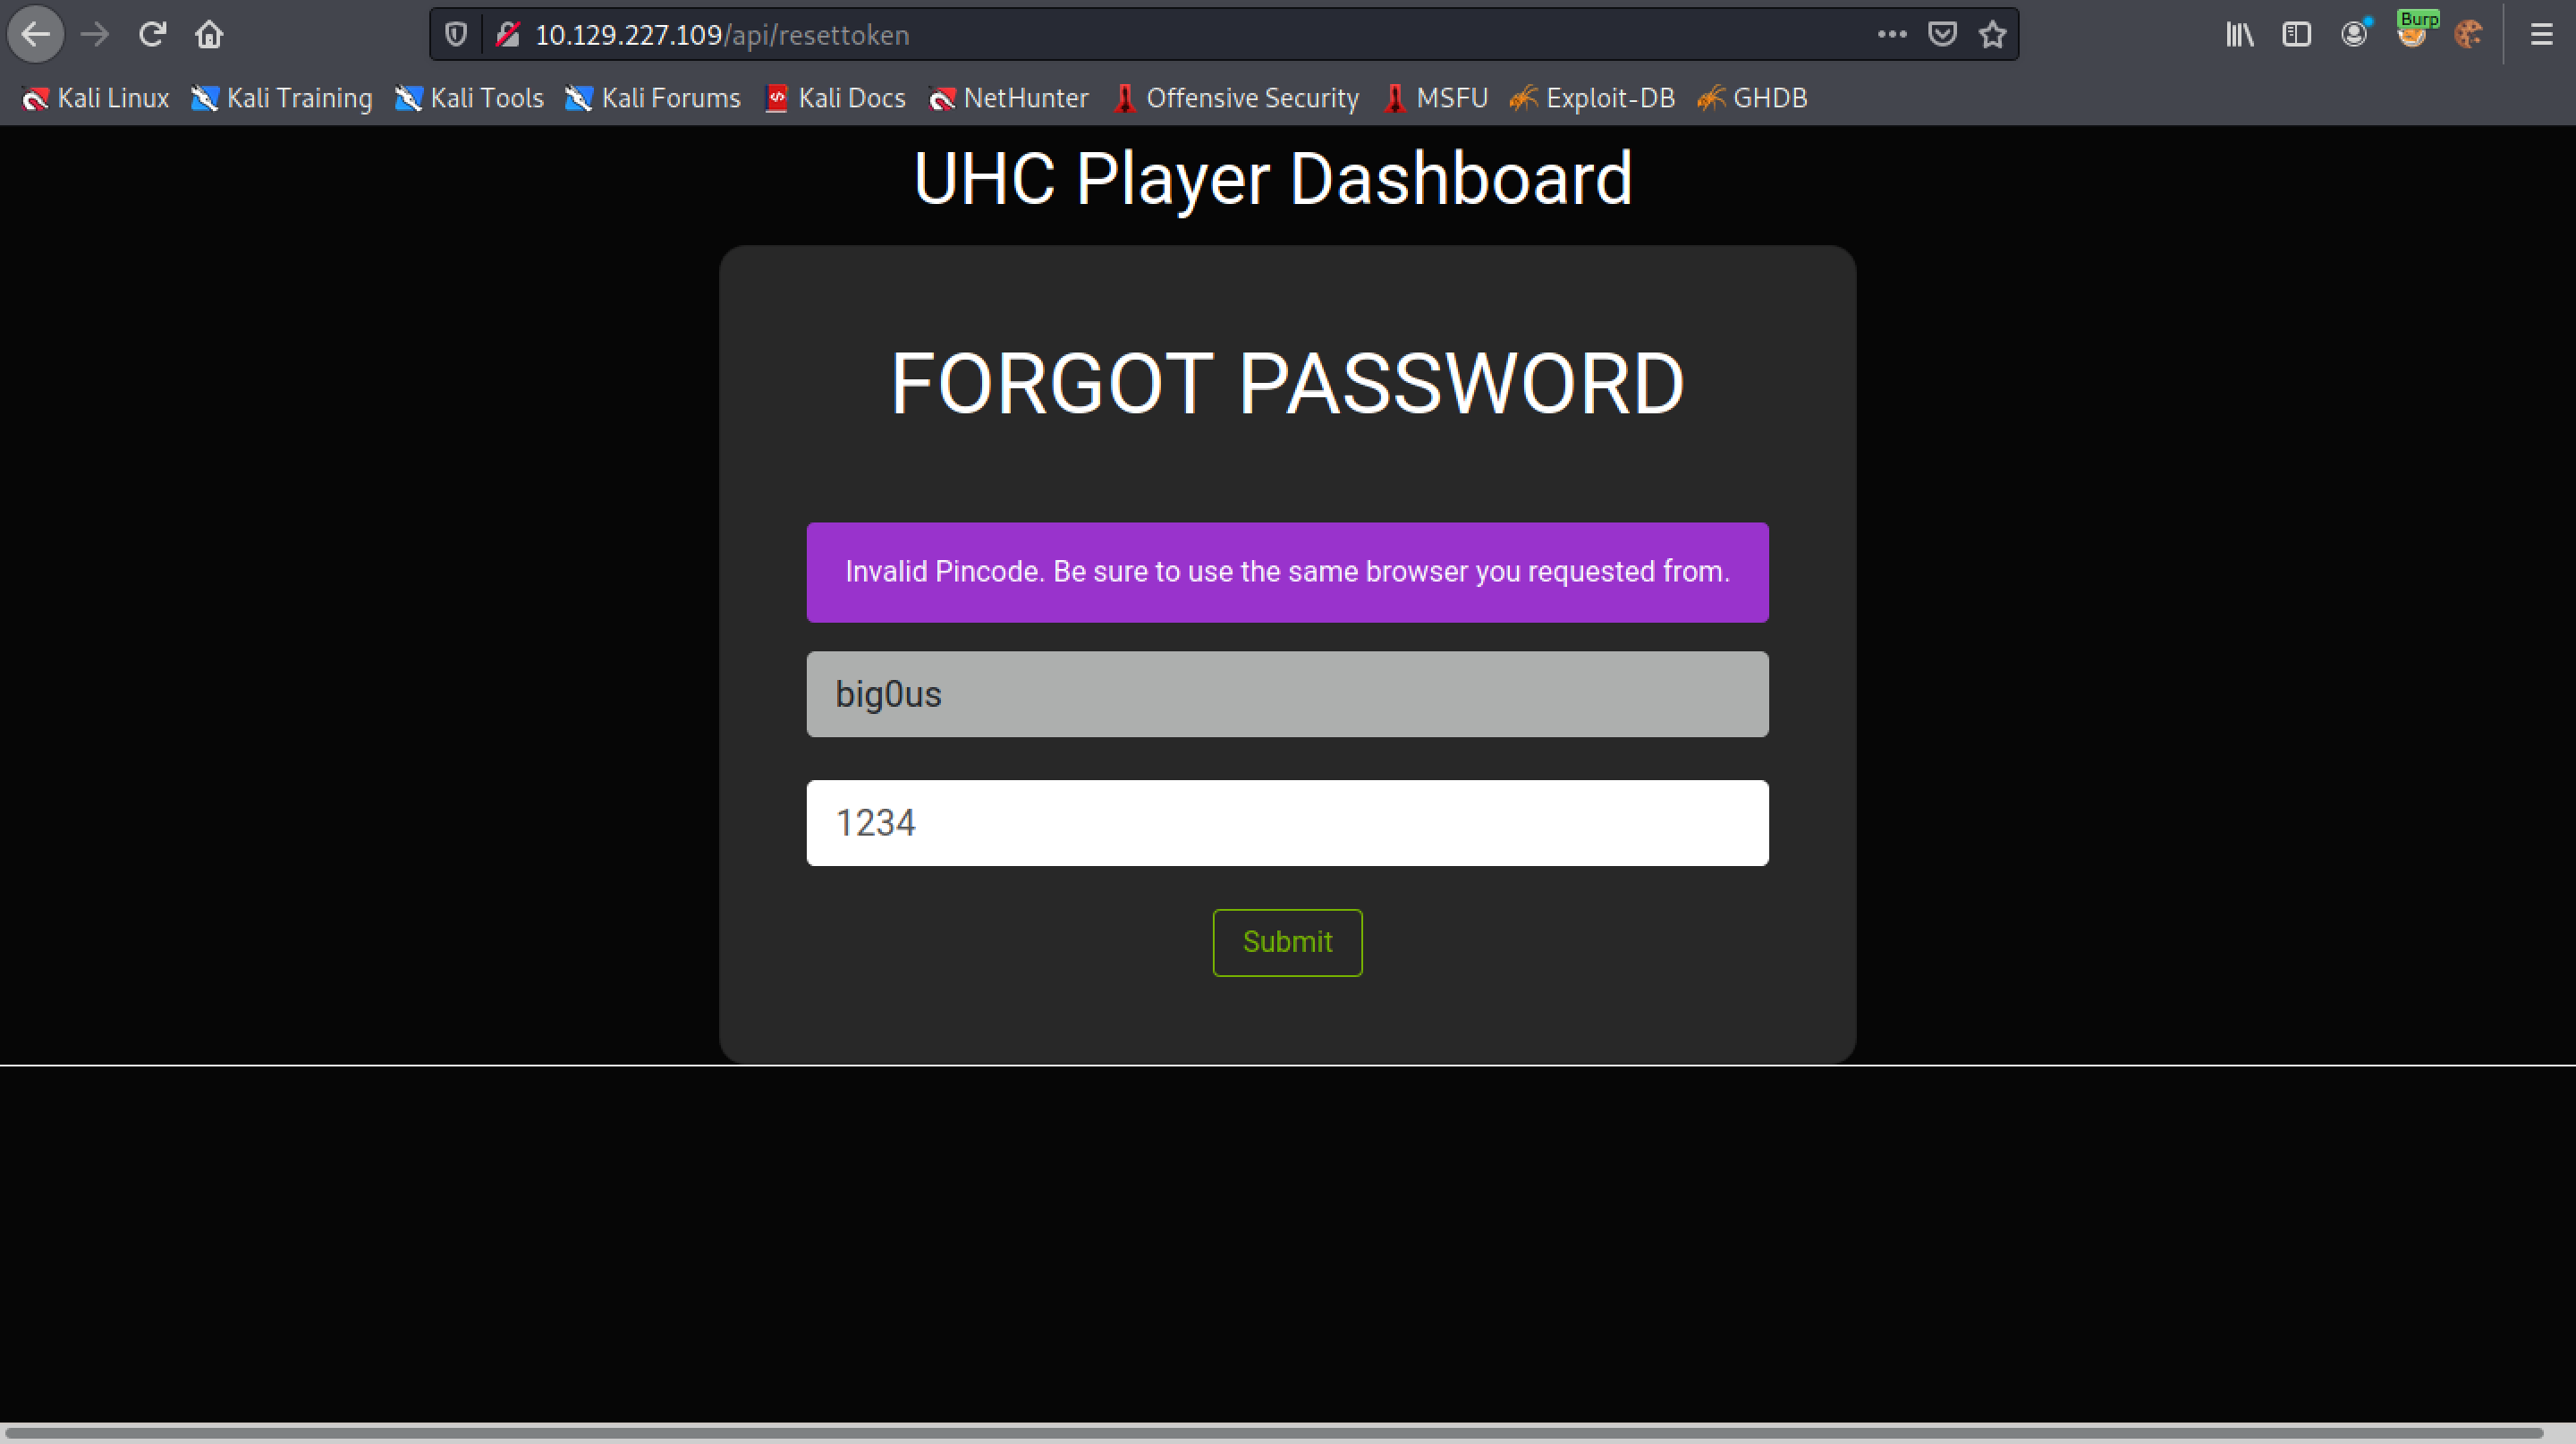 10.129.227.109/api/resettoken
Burp
Kali Linux Kali Training Kali Tools Kali Forums Kali Docs NetHunter Offensive Security MSFU Exploit-DB GHDB
UHC Player Dashboard
FORGOT PASSWORD
Invalid Pincode. Be sure to use the same browser you requested from.
big0us
1234
Submit